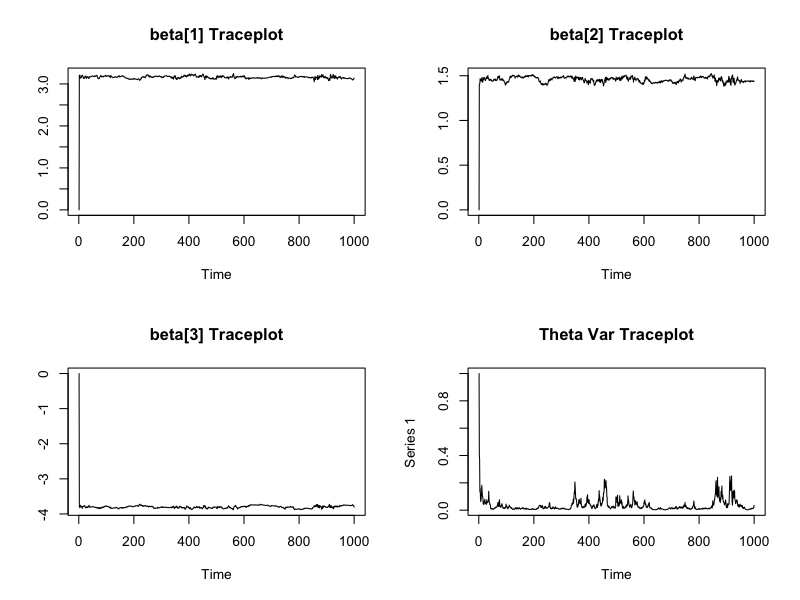 beta[1] Traceplot
3.0
2.0
1.0
0.0
0 200 400 600 800 1000
Time
beta[2] Traceplot
1.5
1.0
0.5
0.0
0 200 400 600 800 1000
Time
beta[3] Traceplot
0
-1
-2
-3
-4
0 200 400 600 800 1000
Time
Theta Var Traceplot
Series 1
0.8
0.4
0.0
0 200 400 600 800 1000
Time